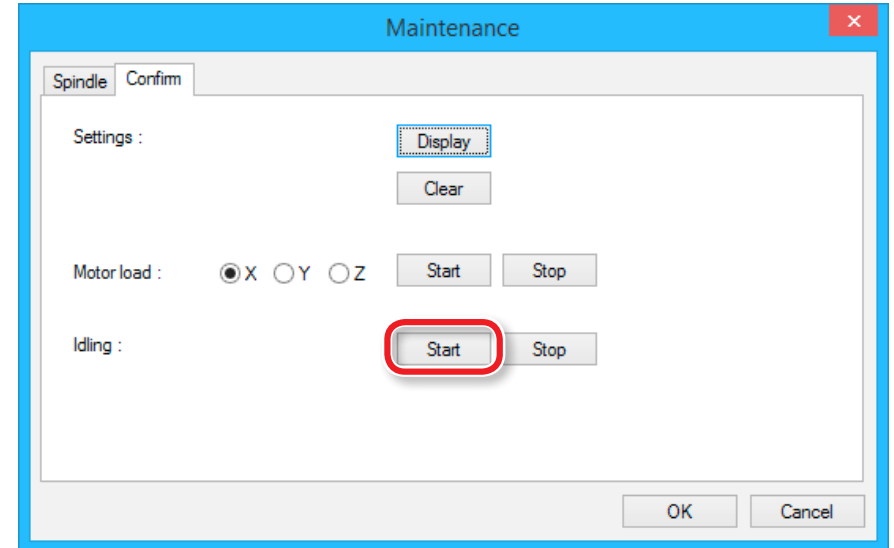 Maintenance
Spindle Confirm
Settings : Display
Clear
Motor load : X Y Z Start Stop
Idling : Start Stop
OK Cancel